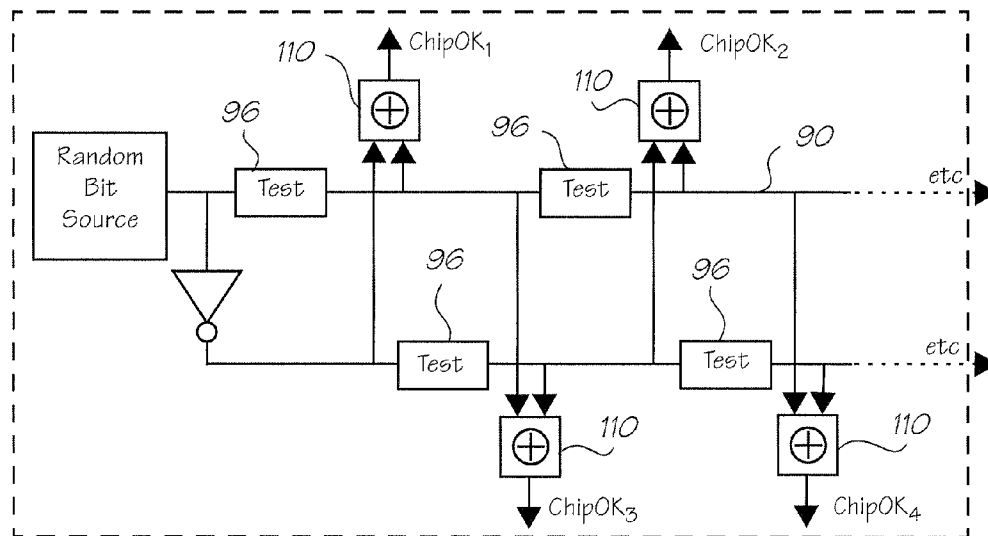 110
ChipOK1
110
ChipOK2
96
96
90
Random
Bit
Source
Test
Test
etc
96
96
Test
Test
etc
110
110
ChipOK3
ChipOK4